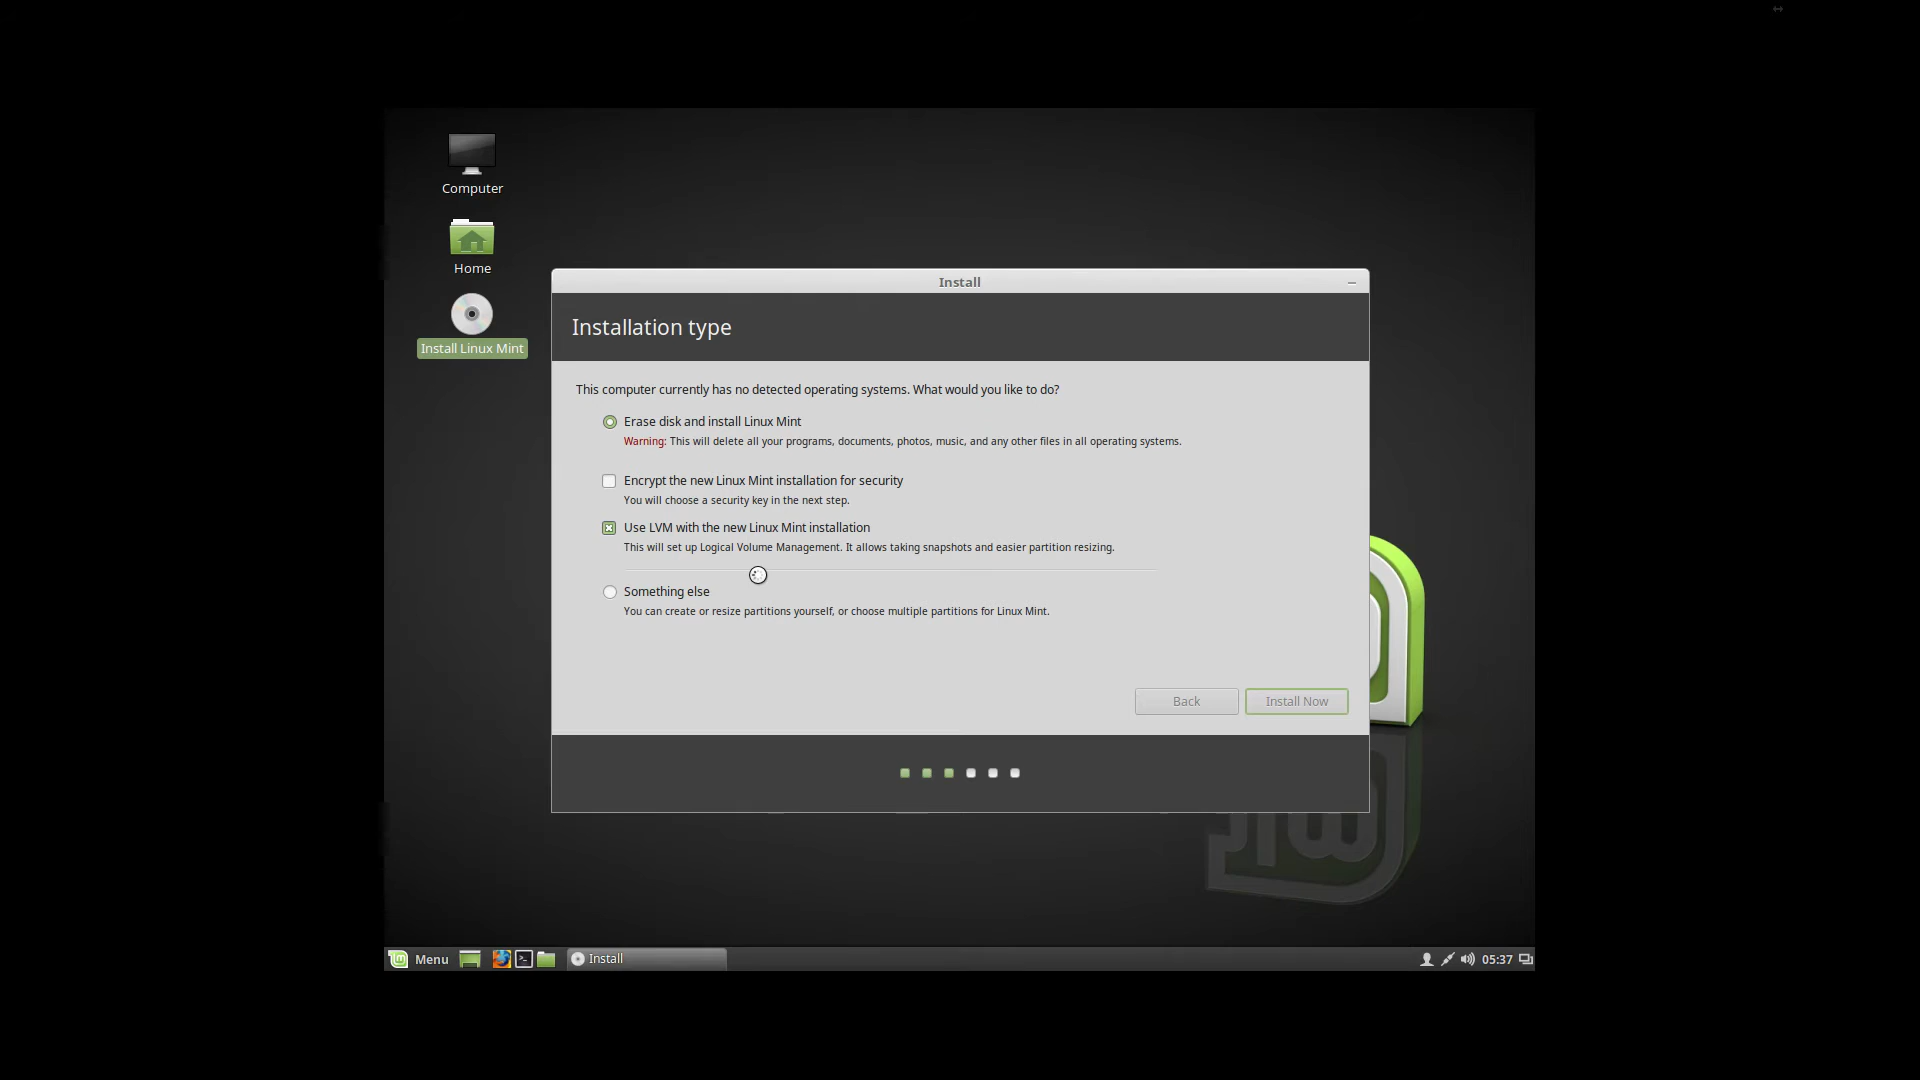 Computer
Home
Install Linux Mint
Install
Installation type
This computer currently has no detected operating systems. What would you like to do?
Erase disk and install Linux Mint
Warning: This will delete all your programs, documents, photos, music, and any other files in all operating systems.
Encrypt the new Linux Mint installation for security
You will choose a security key in the next step.
Use LVM with the new Linux Mint installation
This will set up Logical Volume Management. It allows taking snapshots and easier partition resizing.
Something else
You can create or resize partitions yourself, or choose multiple partitions for Linux Mint.
Back Install Now
Menu Install 05:37